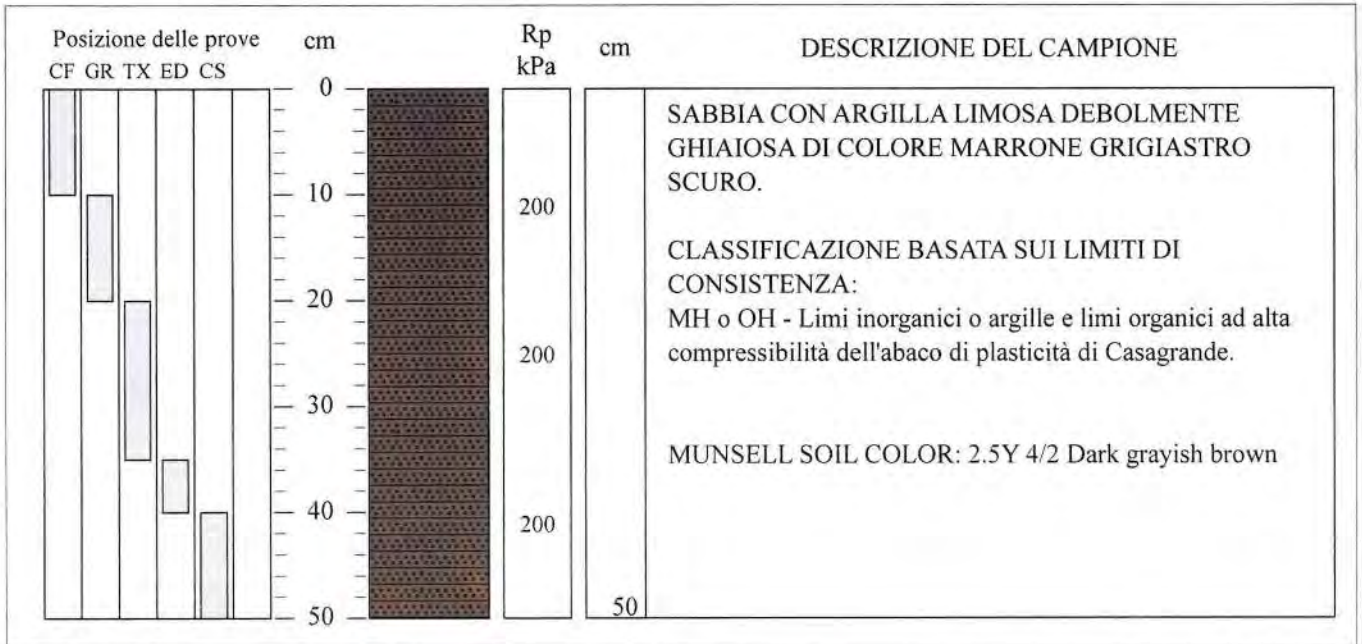 Posizione delle prove cm Rp kPa cm DESCRIZIONE DEL CAMPIONE
CF GR TX ED CS
0
SABBIA CON ARGILLA LIMOSA DEBOLMENTE
GHIAIOSA DI COLORE MARRONE GRIGIASTRO
SCURO.
10
200
CLASSIFICAZIONE BASATA SUI LIMITI DI
CONSISTENZA:
20
MH o OH - Limi inorganici o argille e limi organici ad alta
compressibilità dell'abaco di plasticità di Casagrande.
200
30
MUNSELL SOIL COLOR: 2.5Y 4/2 Dark grayish brown
40
200
50
50